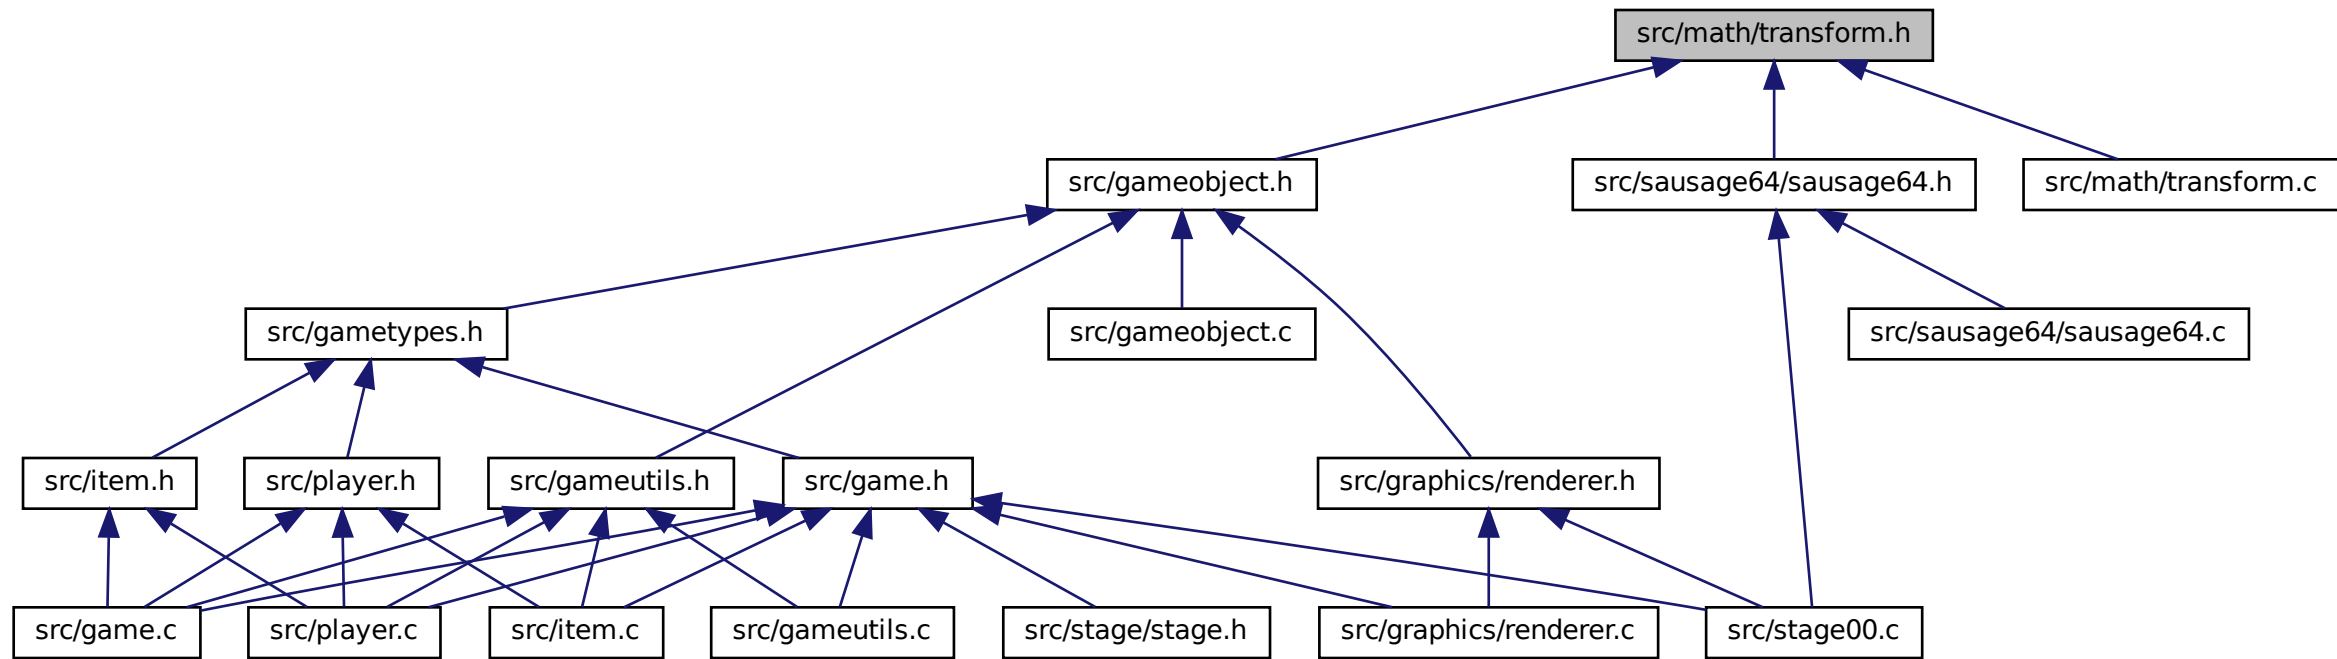 src/math/transform.h
src/gameobject.h
src/sausage64/sausage64.h
src/math/transform.c
src/gametypes.h
src/gameobject.c
src/sausage64/sausage64.c
src/item.h
src/player.h
src/gameutils.h
src/game.h
src/graphics/renderer.h
src/game.c
src/player.c
src/item.c
src/gameutils.c
src/stage/stage.h
src/graphics/renderer.c
src/stage00.c